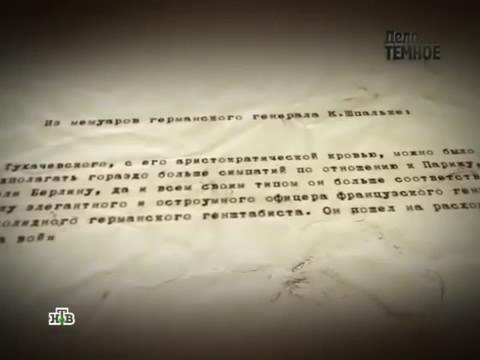 Дело
ТЕМНОЕ
Из мемуаров германского генерала К.Шпальке:
Тухачевского, с его аристократической кровью, можно было
гораздо больше симпатий по отношению к Парижу,
Берлину, да и всем своим типом он больше
элегантного и остроумного офицера французского
германского генштабиста. Он пошел на
НТВ